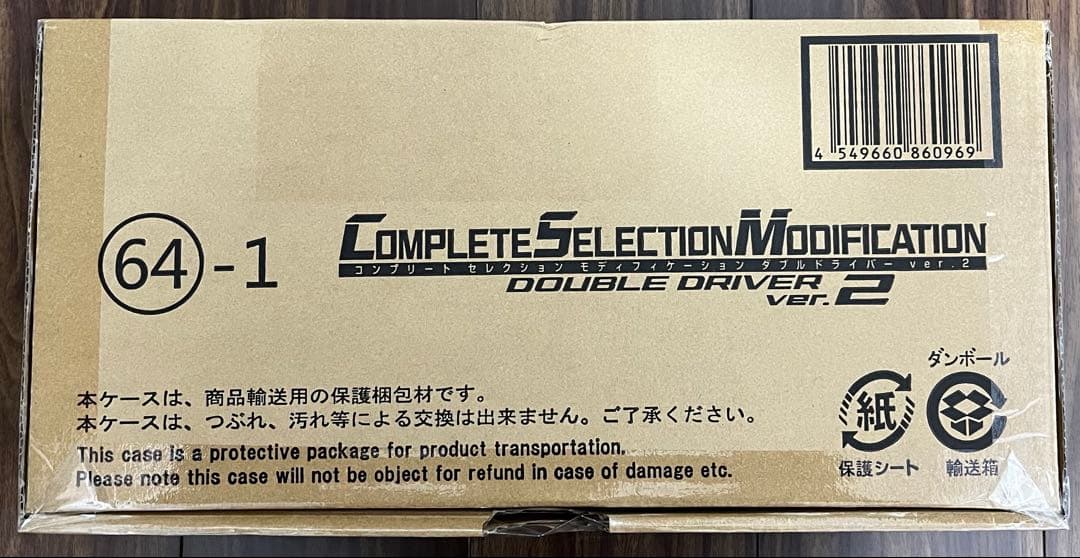 4 549660 860969
64-1
COMPLETE SELECTION MODIFICATION
コンプリート セレクション モディフィケーション ダブルドライバー ver.2
DOUBLE DRIVER
ver.2
ダンボール
本ケースは、商品輸送用の保護梱包材です。
本ケースは、つぶれ、汚れ等による交換は出来ません。ご了承ください。
This case is a protective package for product transportation.
Please note this case will not be object for refund in case of damage etc.
紙
保護シート
輸送箱